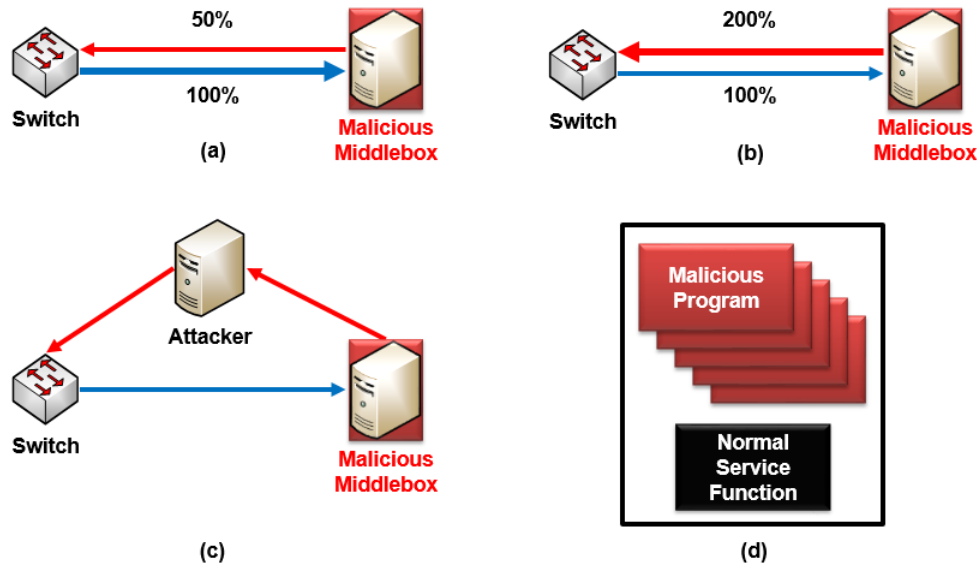 50%
100%
Switch
Malicious
Middlebox
(a)
200%
100%
Switch
Malicious
Middlebox
(b)
Attacker
Switch
Malicious
Middlebox
(c)
Malicious
Program
Normal
Service
Function
(d)